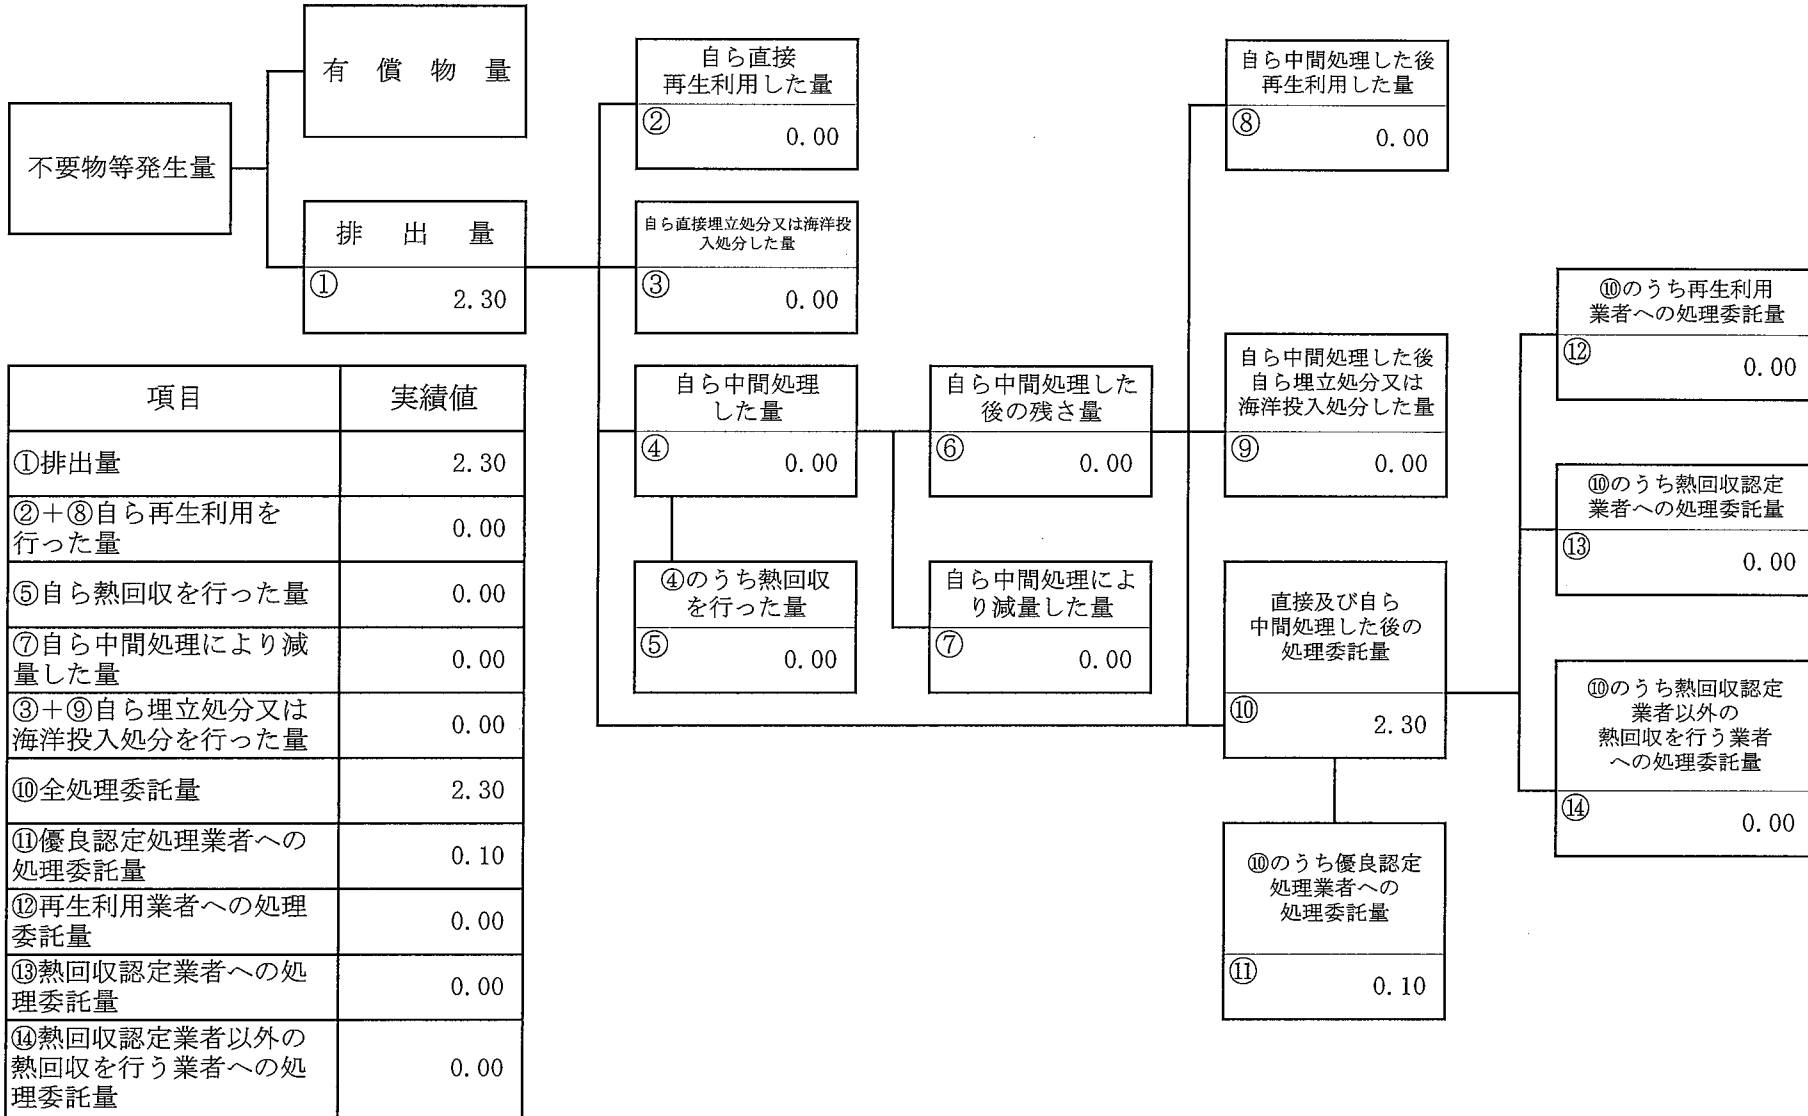 不要物等発生量
有 償 物 量
排 出 量
①
2.30
自ら直接
再生利用した量
②
0.00
自ら直接埋立処分又は海洋投
入処分した量
③
0.00
自ら中間処理
した量
④
0.00
④のうち熱回収
を行った量
⑤
0.00
自ら中間処理した
後の残さ量
⑥
0.00
自ら中間処理によ
り減量した量
⑦
0.00
自ら中間処理した後
再生利用した量
⑧
0.00
自ら中間処理した後
自ら埋立処分又は
海洋投入処分した量
⑨
0.00
直接及び自ら
中間処理した後の
処理委託量
⑩
2.30
⑩のうち優良認定
処理業者への
処理委託量
⑪
0.10
⑩のうち再生利用
業者への処理委託量
⑫
0.00
⑩のうち熱回収認定
業者への処理委託量
⑬
0.00
⑩のうち熱回収認定
業者以外の
熱回収を行う業者
への処理委託量
⑭
0.00
項目 実績値
①排出量 2.30
②＋⑧自ら再生利用を
行った量 0.00
⑤自ら熱回収を行った量 0.00
⑦自ら中間処理により減
量した量 0.00
③＋⑨自ら埋立処分又は
海洋投入処分を行った量 0.00
⑩全処理委託量 2.30
⑪優良認定処理業者への
処理委託量 0.10
⑫再生利用業者への処理
委託量 0.00
⑬熱回収認定業者への処
理委託量 0.00
⑭熱回収認定業者以外の
熱回収を行う業者への処
理委託量 0.00